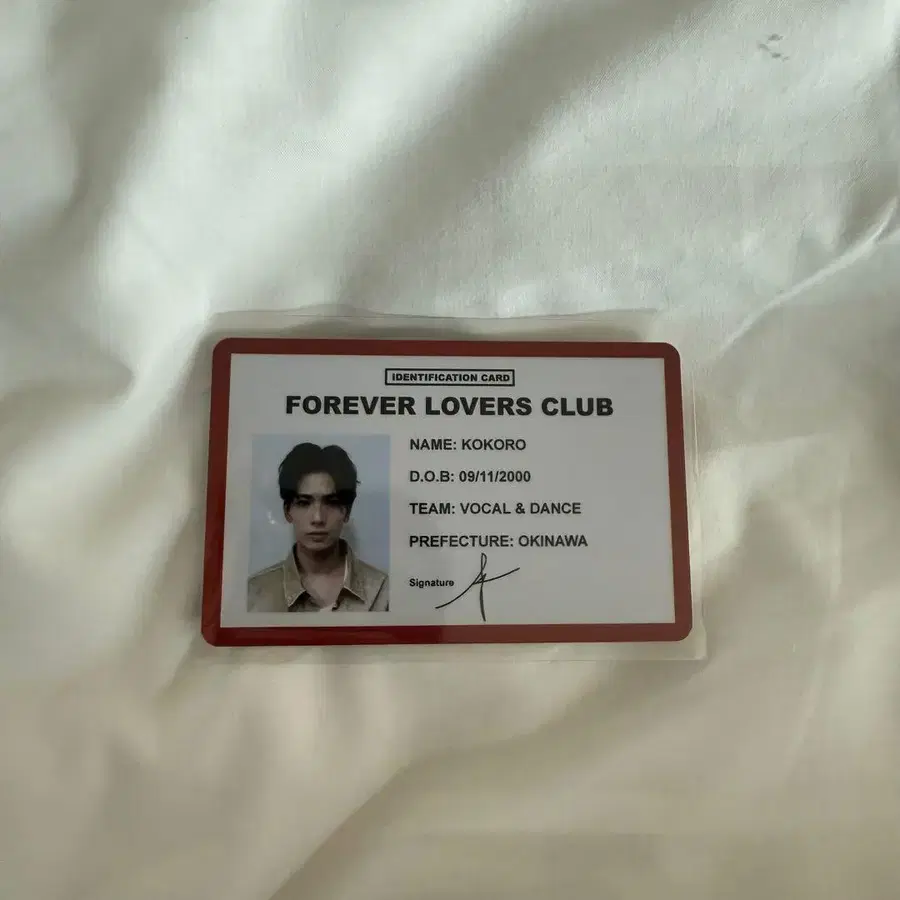 IDENTIFICATION CARD
FOREVER LOVERS CLUB
NAME: KOKORO
D.O.B: 09/11/2000
TEAM: VOCAL & DANCE
PREFECTURE: OKINAWA
Signature